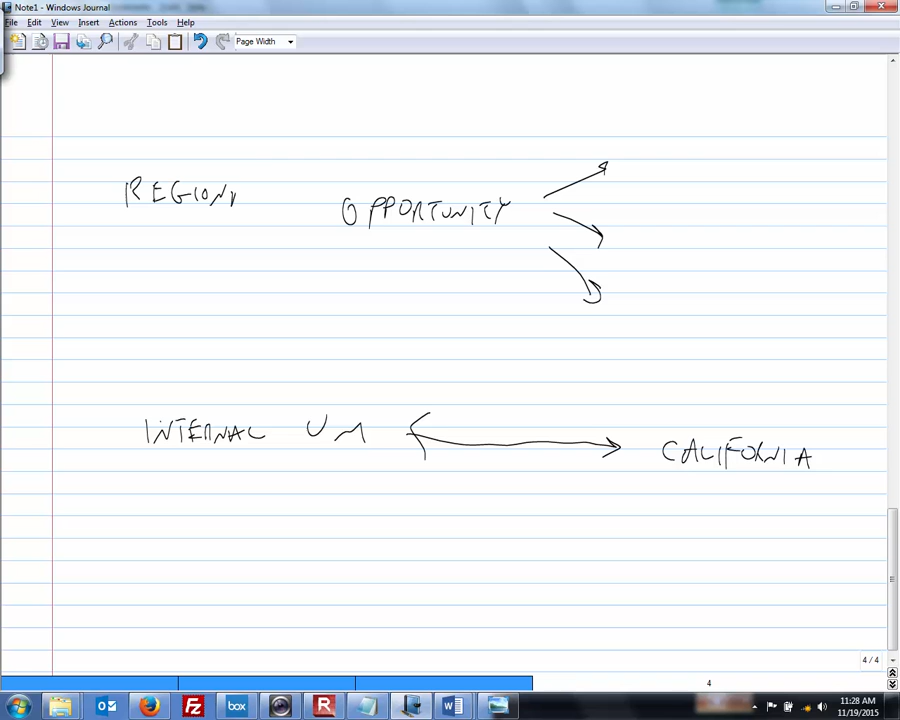 Note1 - Windows Journal
File Edit View Insert Actions Tools Help
Page Width
REGION
OPPORTUNITY
INTERNAL UM
CALIFORNIA
4 / 4
4
box
11:28 AM
11/19/2015